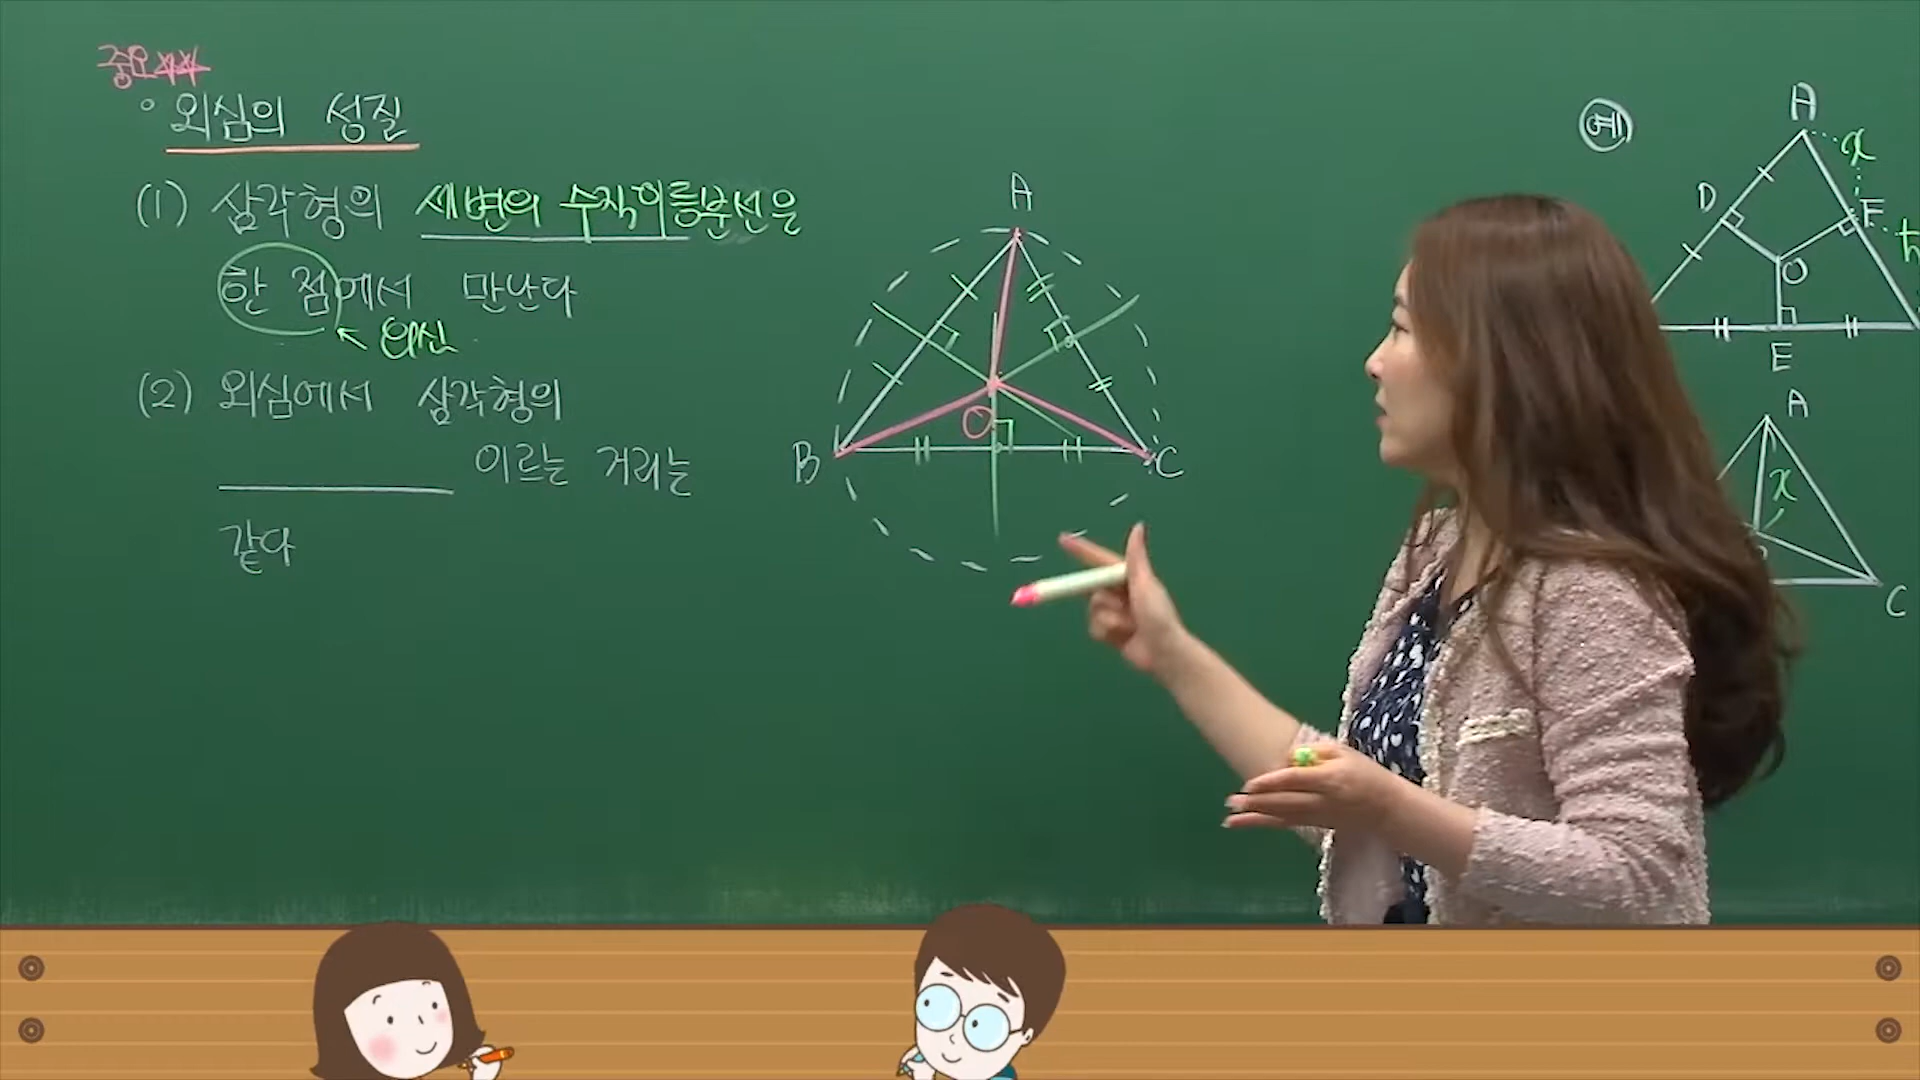 중요
외심의 성질
(1) 삼각형의 세변의 수직이등분선은
한 점에서 만난다
외심
(2) 외심에서 삼각형의
이르는 거리는
같다
A
B
C
O
예
A
x
D
F
O
E
A
x
C